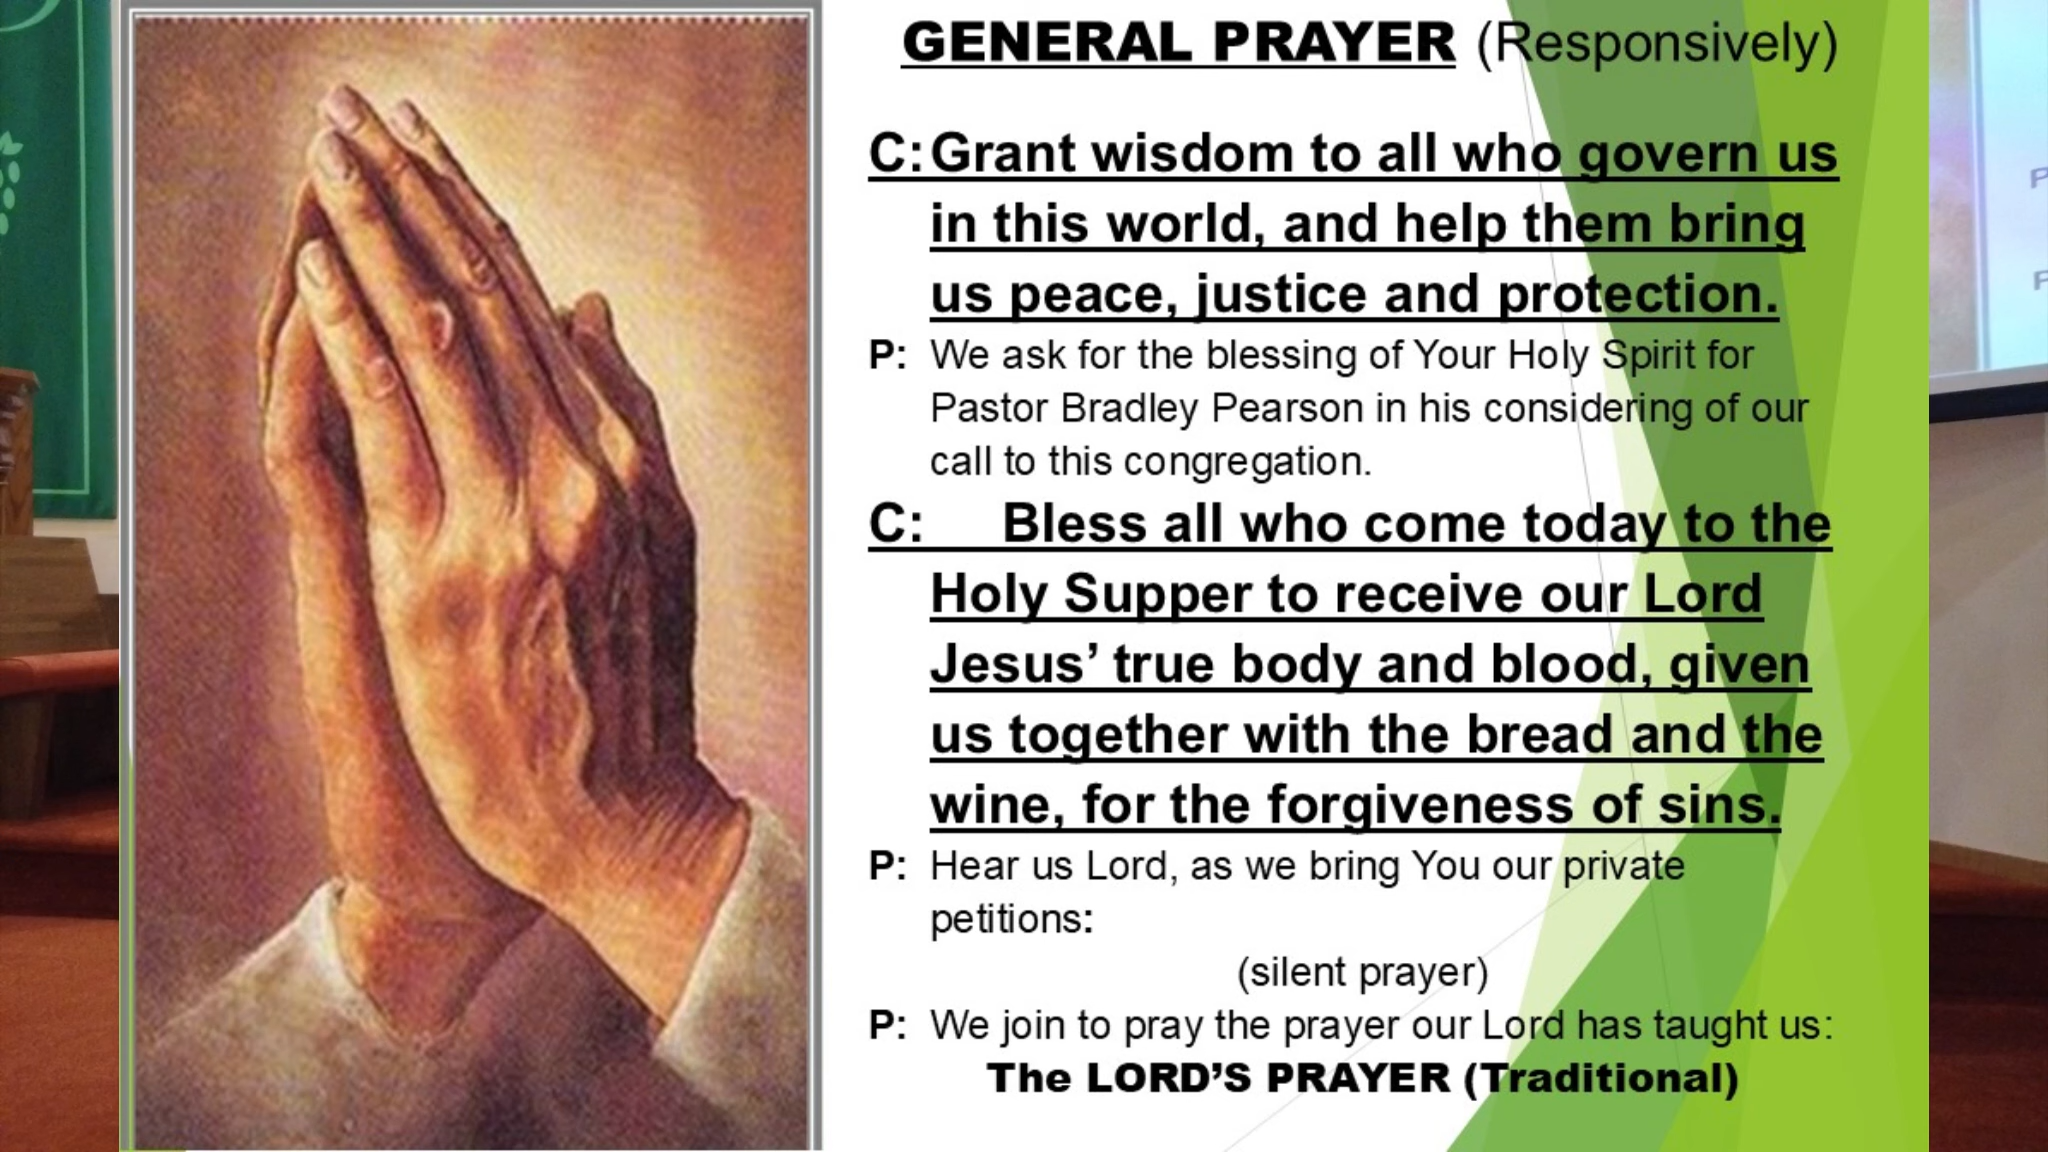 GENERAL PRAYER (Responsively)
C: Grant wisdom to all who govern us
in this world, and help them bring
us peace, justice and protection.
P: We ask for the blessing of Your Holy Spirit for
Pastor Bradley Pearson in his considering of our
call to this congregation.
C: Bless all who come today to the
Holy Supper to receive our Lord
Jesus’ true body and blood, given
us together with the bread and the
wine, for the forgiveness of sins.
P: Hear us Lord, as we bring You our private
petitions:
(silent prayer)
P: We join to pray the prayer our Lord has taught us:
The LORD’S PRAYER (Traditional)